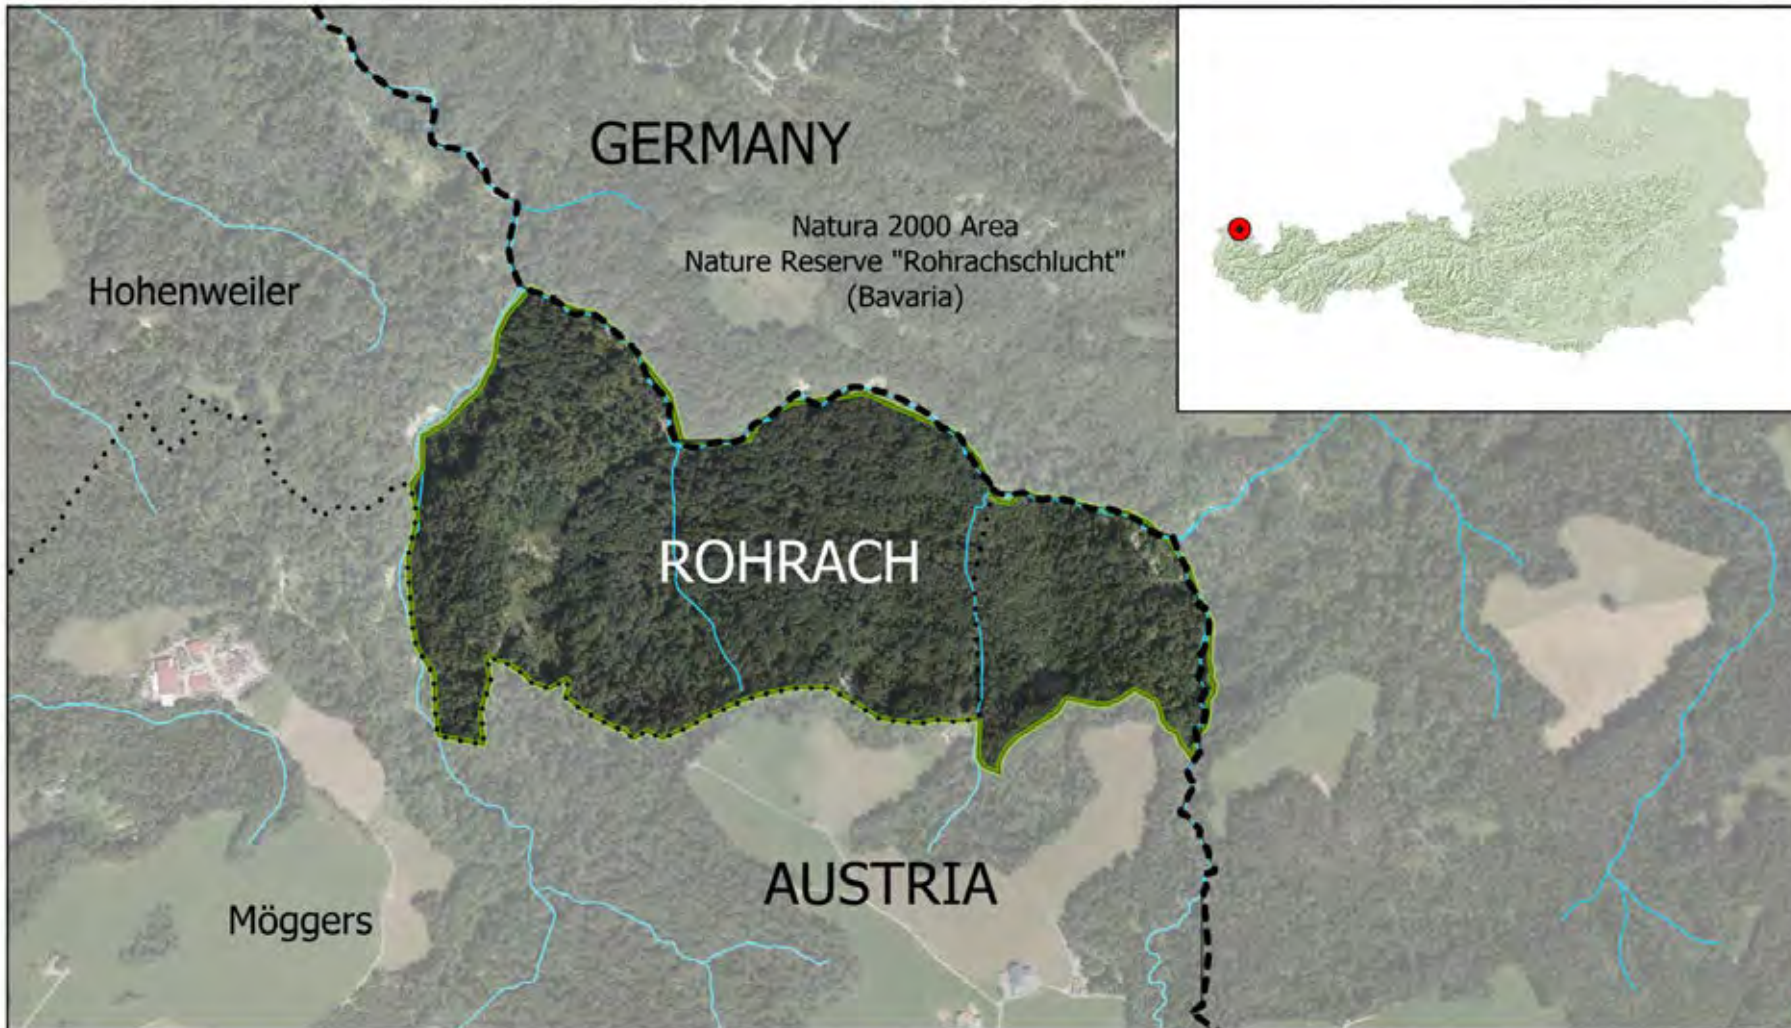 GERMANY
Natura 2000 Area
Nature Reserve "Rohrachschlucht"
(Bavaria)
Hohenweiler
ROHRACH
AUSTRIA
Möggers